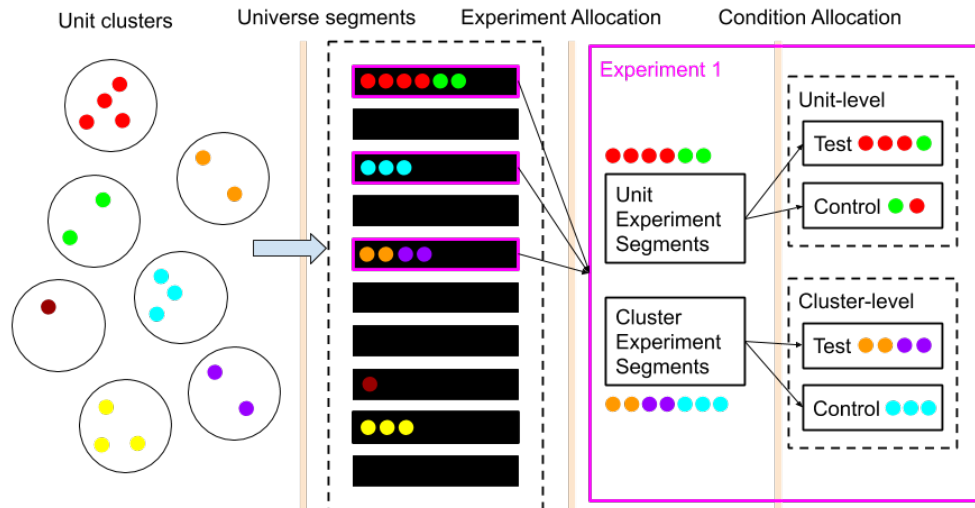 Unit clusters
Universe segments
Experiment Allocation
Condition Allocation
Experiment 1
Unit
Experiment
Segments
Cluster
Experiment
Segments
Unit-level
Test
Control
Cluster-level
Test
Control